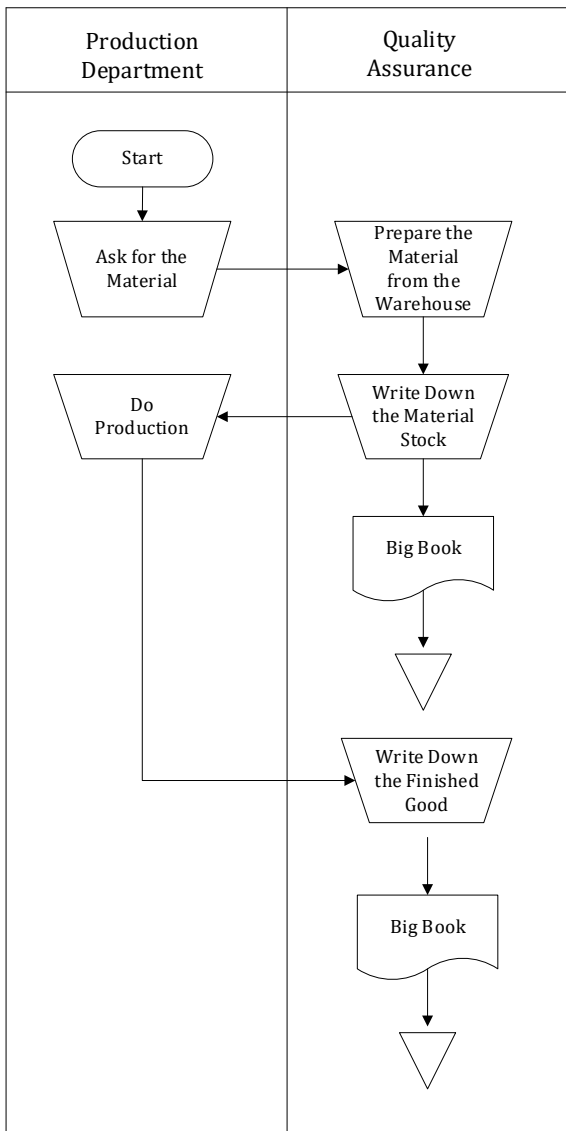 Production
Department
Quality
Assurance
Start
Ask for the
Material
Prepare the
Material
from the
Warehouse
Do
Production
Write Down
the Material
Stock
Big Book
Write Down
the Finished
Good
Big Book